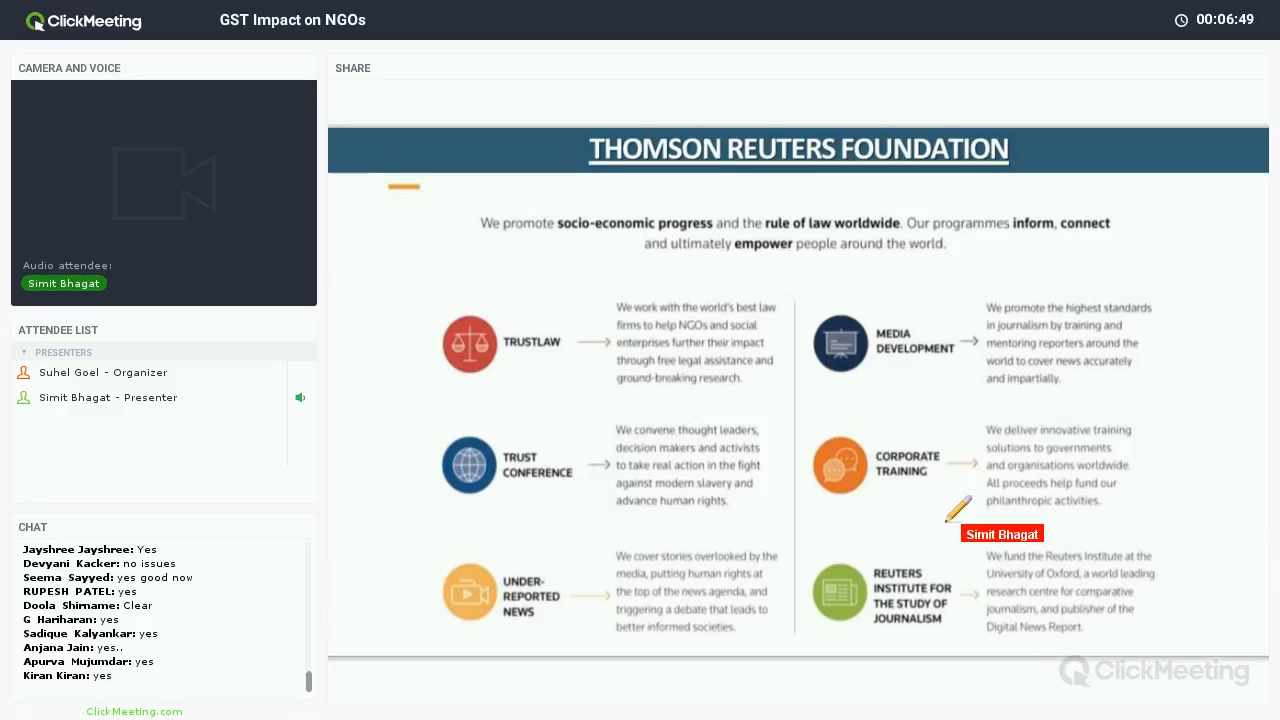 ClickMeeting
GST Impact on NGOs
00:06:49
CAMERA AND VOICE
Audio attendee:
Simit Bhagat
ATTENDEE LIST
PRESENTERS
Suhel Goel - Organizer
Simit Bhagat - Presenter
CHAT
Jayshree Jayshree: Yes
Devyani Kacker: no issues
Seema Sayyed: yes good now
RUPESH PATEL: yes
Doola Shirname: Clear
G Hariharan: yes
Sadique Kalyankar: yes
Anjana Jain: yes..
Apurva Mujumdar: yes
Kiran Kiran: yes
ClickMeeting.com
SHARE
THOMSON REUTERS FOUNDATION
We promote socio-economic progress and the rule of law worldwide. Our programmes inform, connect
and ultimately empower people around the world.
TRUSTLAW
We work with the world's best law
firms to help NGOs and social
enterprises further their impact
through free legal assistance and
ground-breaking research.
MEDIA
DEVELOPMENT
We promote the highest standards
in journalism by training and
mentoring reporters around the
world to cover news accurately
and impartially.
TRUST
CONFERENCE
We convene thought leaders,
decision makers and activists
to take real action in the fight
against modern slavery and
advance human rights.
CORPORATE
TRAINING
We deliver innovative training
solutions to governments
and organisations worldwide.
All proceeds help fund our
philanthropic activities.
Simit Bhagat
UNDER-
REPORTED
NEWS
We cover stories overlooked by the
media, putting human rights at
the top of the news agenda, and
triggering a debate that leads to
better informed societies.
REUTERS
INSTITUTE FOR
THE STUDY OF
JOURNALISM
We fund the Reuters Institute at the
University of Oxford, a world leading
research centre for comparative
journalism, and publisher of the
Digital News Report.
ClickMeeting